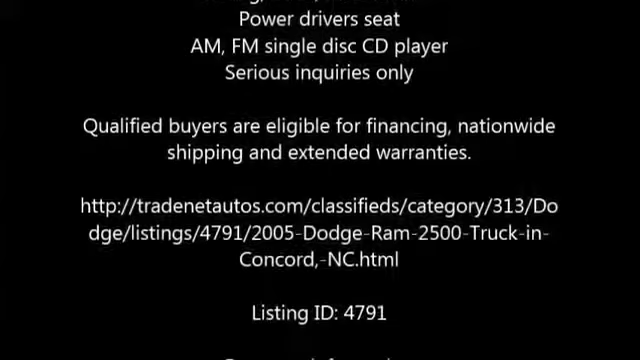 Power drivers seat
AM, FM single disc CD player
Serious inquiries only
Qualified buyers are eligible for financing, nationwide
shipping and extended warranties.
http://tradenetautos.com/classifieds/category/313/Do
dge/listings/4791/2005-Dodge-Ram-2500-Truck-in-
Concord,-NC.html
Listing ID: 4791